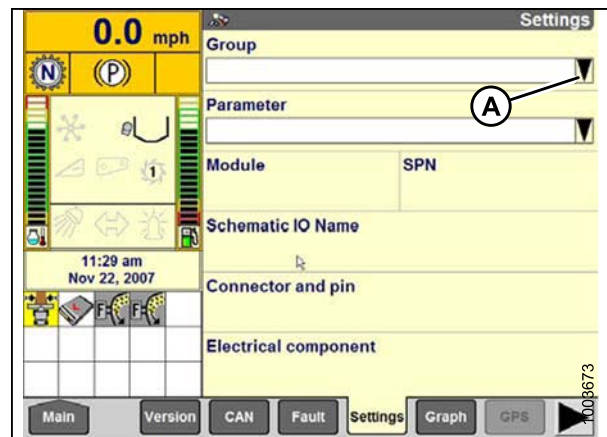 0.0 mph
N
(P)
1
11:29 am
Nov 22, 2007
F
F
Settings
Group
A
Parameter
Module
SPN
Schematic IO Name
Connector and pin
Electrical component
Main
Version
CAN
Fault
Settings
Graph
GPS
1003673